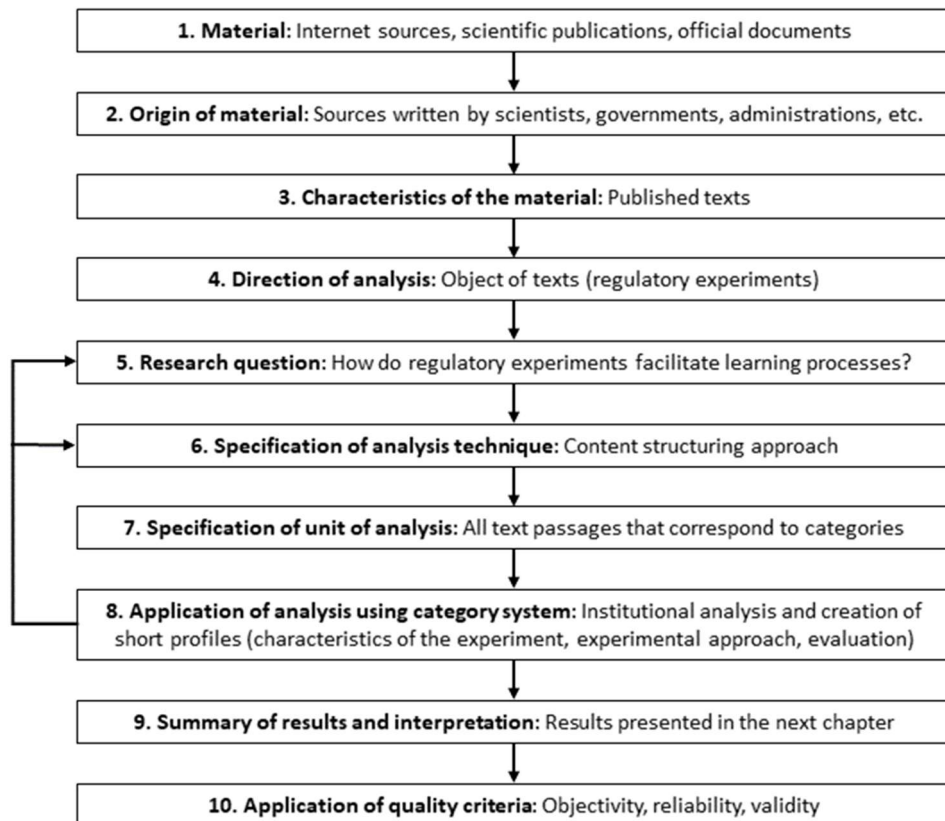 1. Material: Internet sources, scientific publications, official documents
2. Origin of material: Sources written by scientists, governments, administrations, etc.
3. Characteristics of the material: Published texts
4. Direction of analysis: Object of texts (regulatory experiments)
5. Research question: How do regulatory experiments facilitate learning processes?
6. Specification of analysis technique: Content structuring approach
7. Specification of unit of analysis: All text passages that correspond to categories
8. Application of analysis using category system: Institutional analysis and creation of
short profiles (characteristics of the experiment, experimental approach, evaluation)
9. Summary of results and interpretation: Results presented in the next chapter
10. Application of quality criteria: Objectivity, reliability, validity